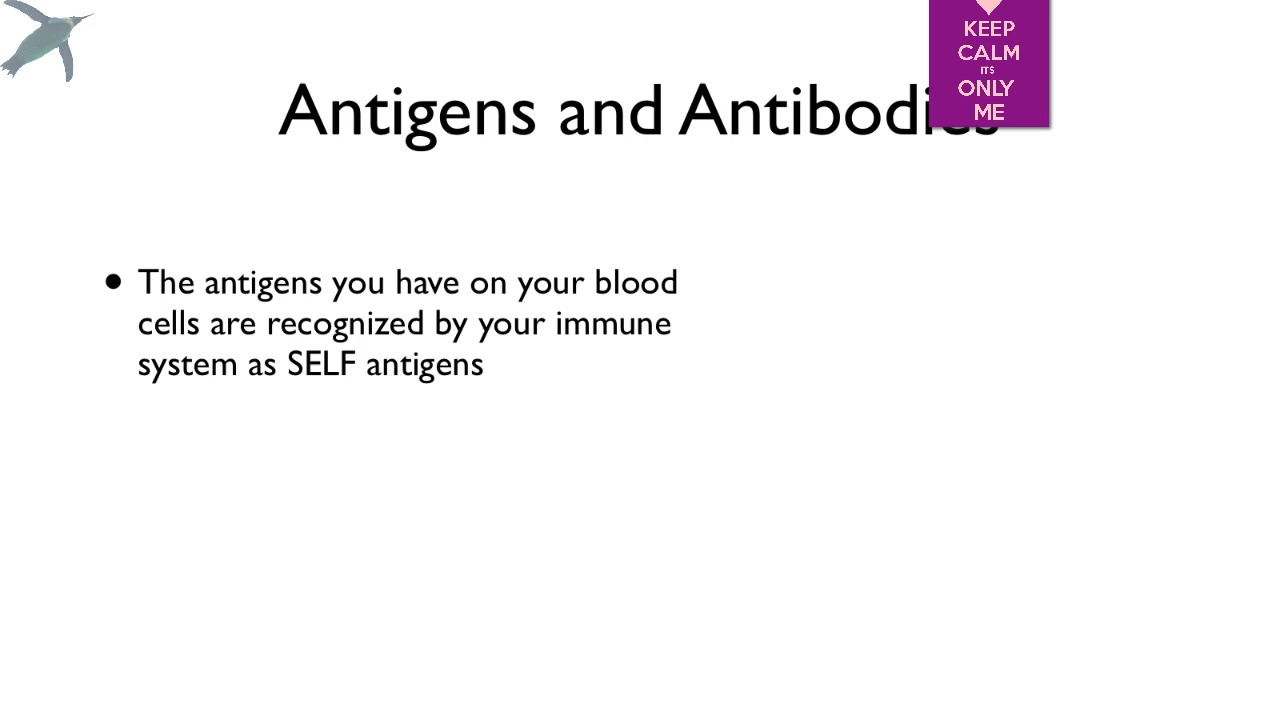 KEEP
CALM
ITS
ONLY
ME
Antigens and Antibodies
• The antigens you have on your blood
cells are recognized by your immune
system as SELF antigens